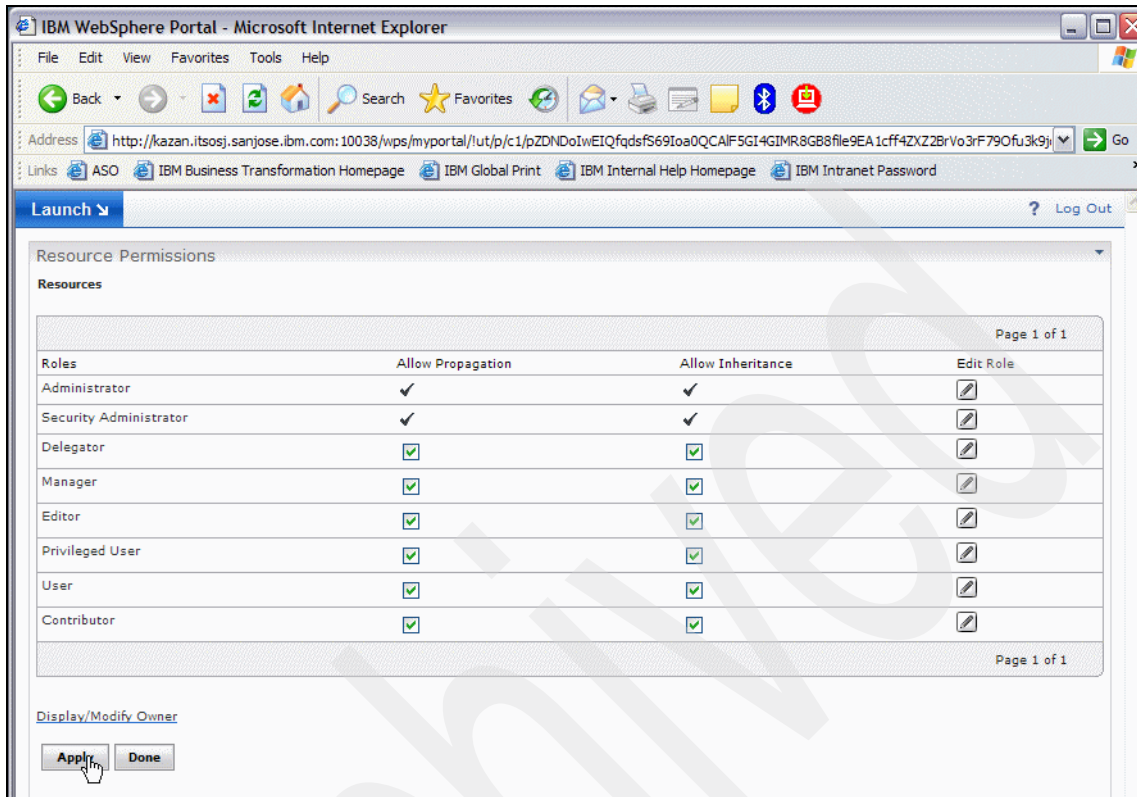 IBM WebSphere Portal - Microsoft Internet Explorer
File Edit View Favorites Tools Help
Back Search Favorites
Address http://kazan.itsosj.sanjose.ibm.com:10038/wps/myportal/!ut/p/c1/ Go
Links ASO IBM Business Transformation Homepage IBM Global Print IBM Internal Help Homepage IBM Intranet Password
Launch ? Log Out
Resource Permissions
Resources
Page 1 of 1
Roles Allow Propagation Allow Inheritance Edit Role
Administrator
Security Administrator
Delegator
Manager
Editor
Privileged User
User
Contributor
Page 1 of 1
Display/Modify Owner
Apply Done